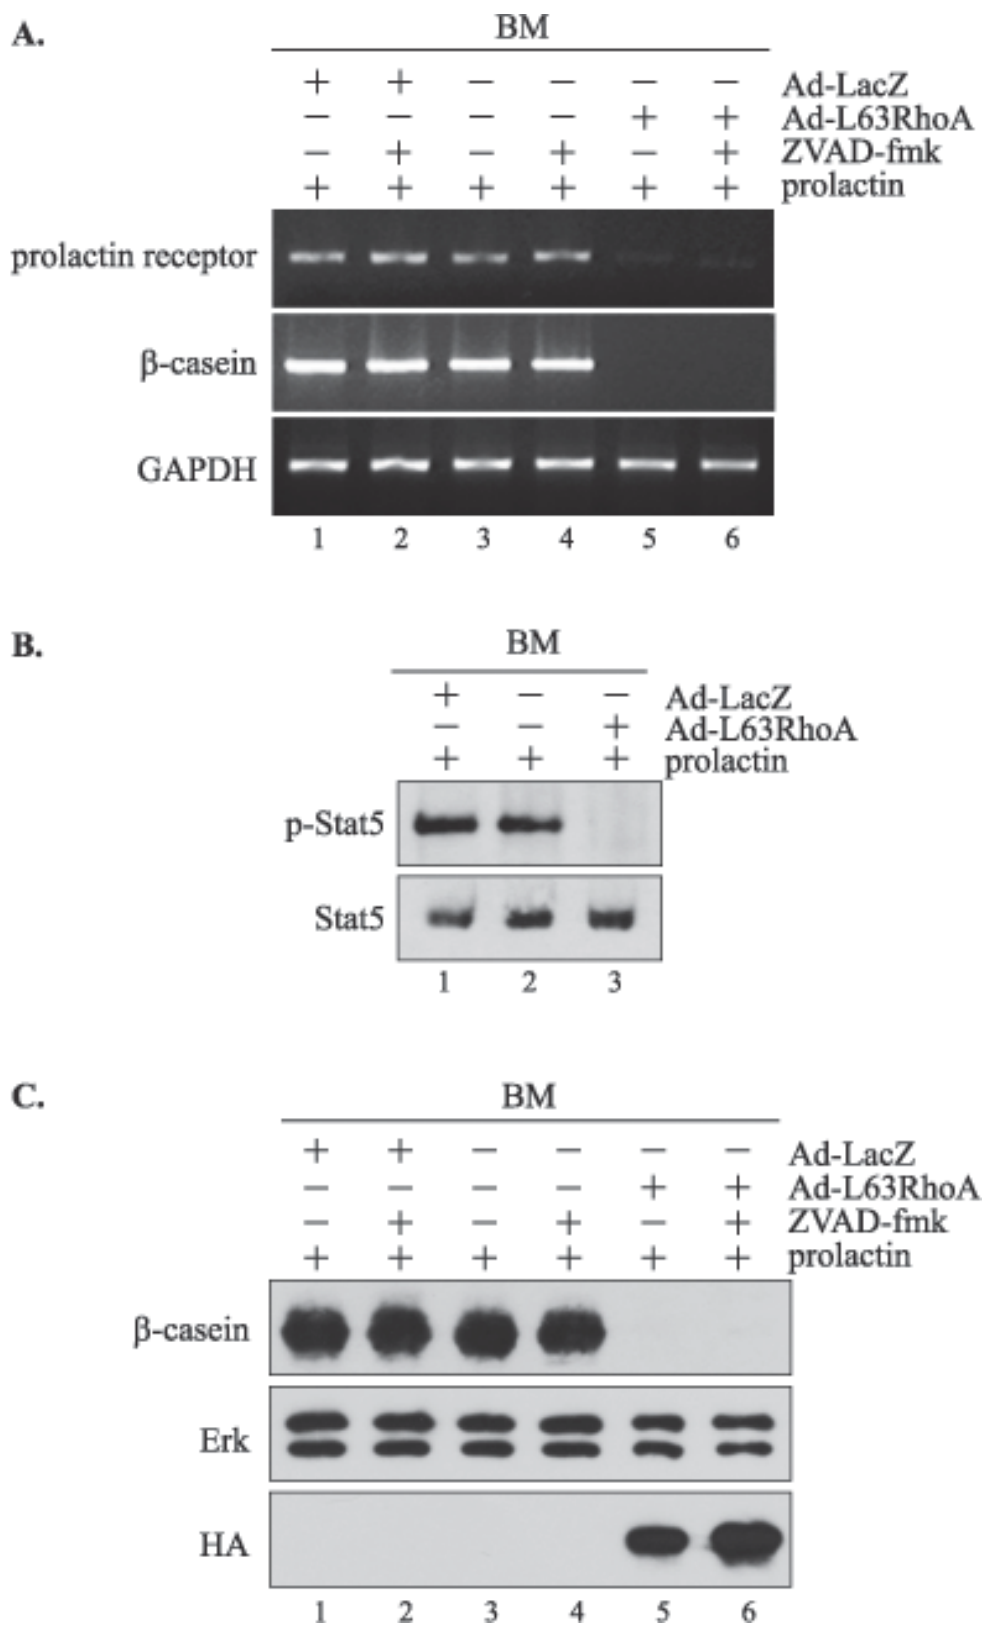 A.
BM
+ + − − − − Ad-LacZ
− − − − + + Ad-L63RhoA
− + − + − + ZVAD-fmk
+ + + + + + prolactin
prolactin receptor
β-casein
GAPDH
1 2 3 4 5 6
B.
BM
+ − − Ad-LacZ
− − + Ad-L63RhoA
+ + + prolactin
p-Stat5
Stat5
1 2 3
C.
BM
+ + − − − − Ad-LacZ
− − − − + + Ad-L63RhoA
− + − + − + ZVAD-fmk
+ + + + + + prolactin
β-casein
Erk
HA
1 2 3 4 5 6